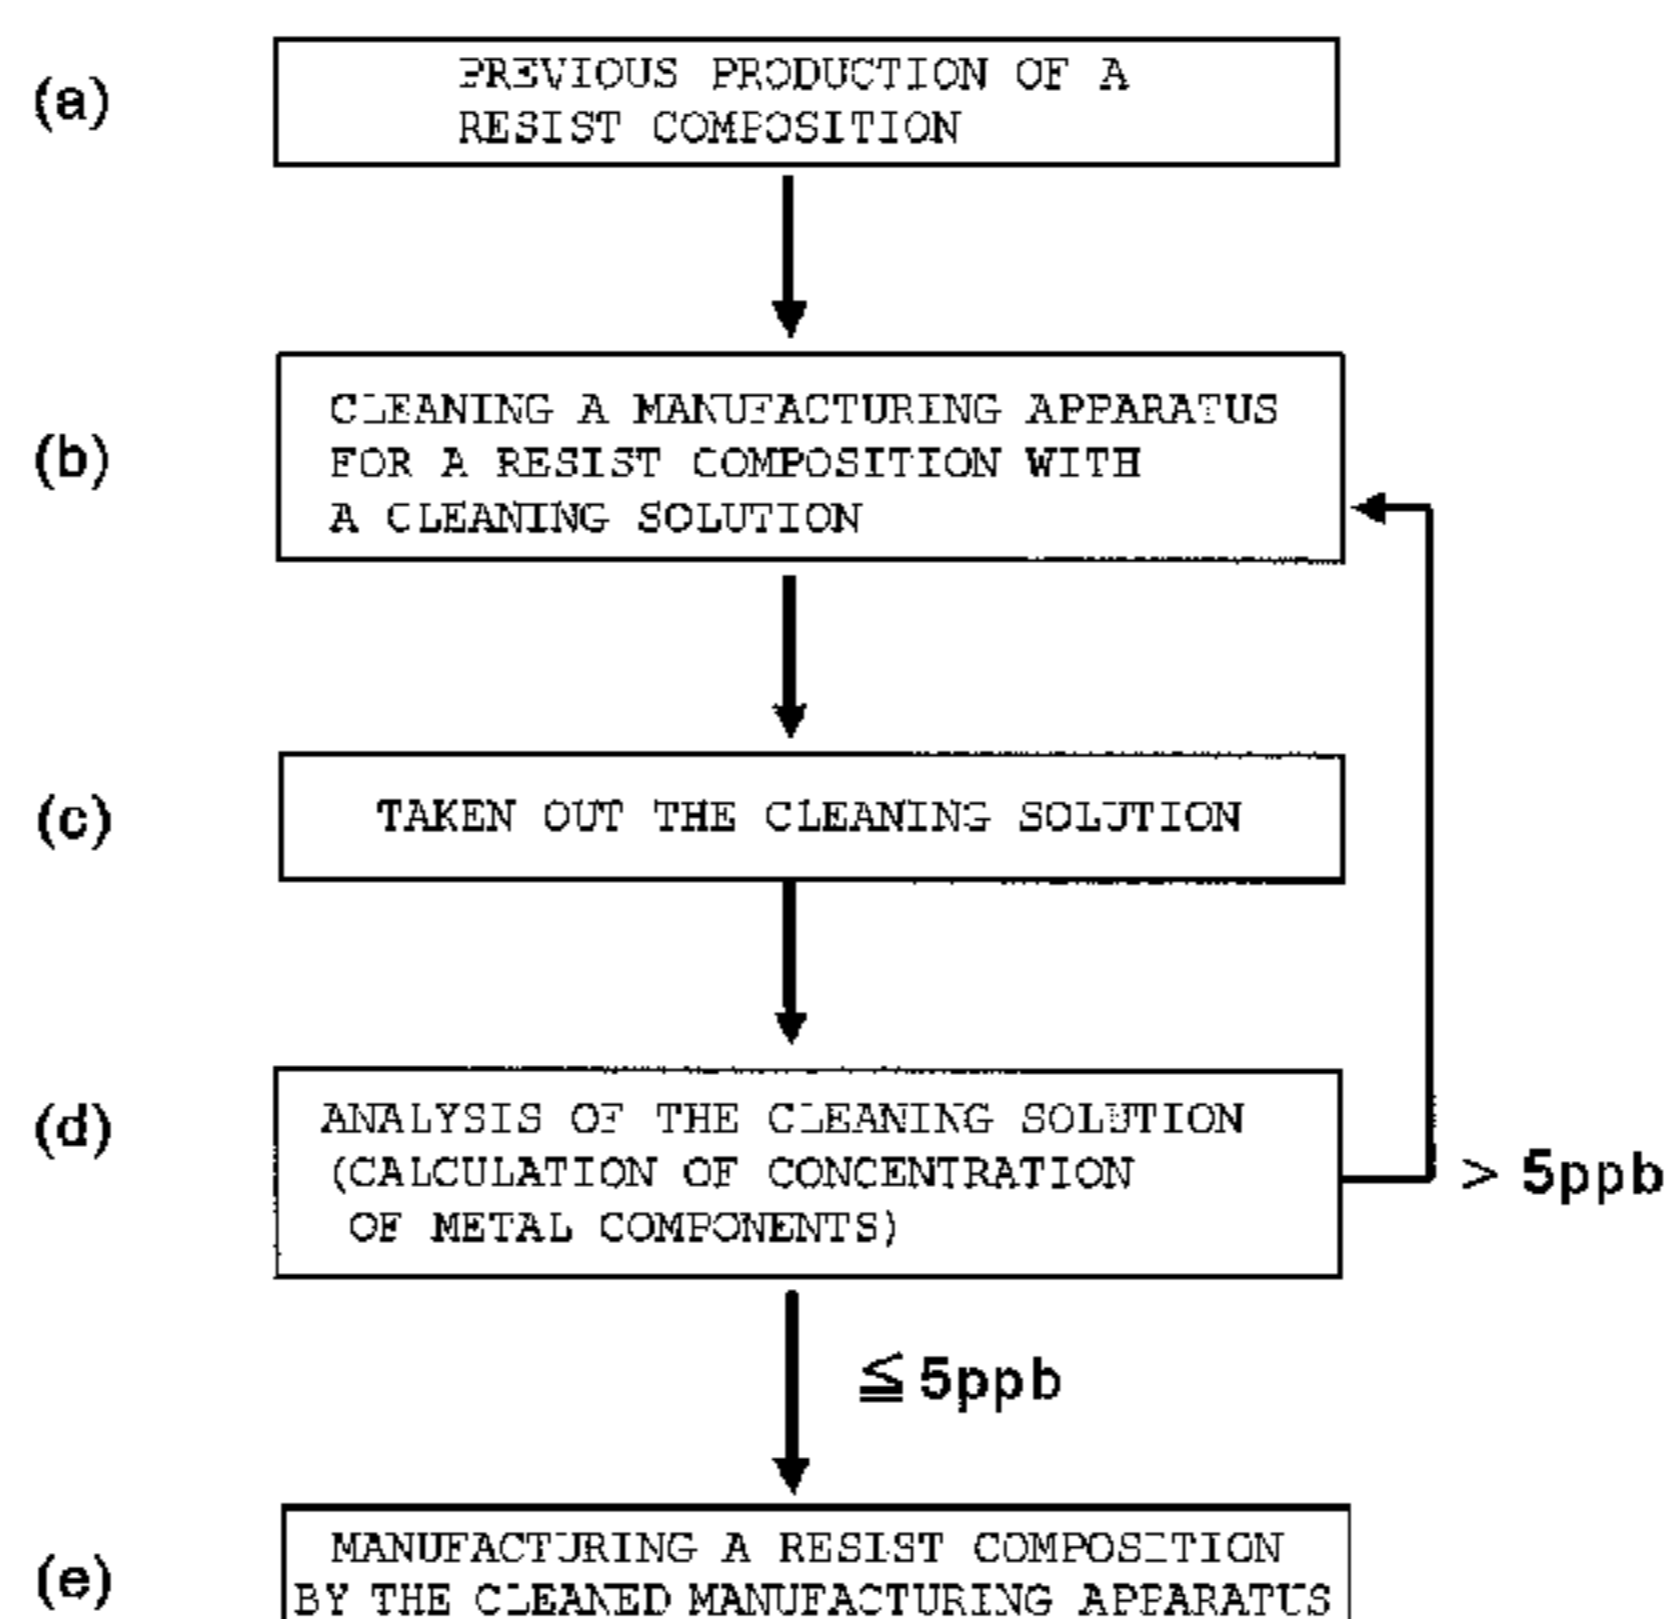 (a)
PREVIOUS PRODUCTION OF A
RESIST COMPOSITION
(b)
CLEANING A MANUFACTURING APPARATUS
FOR A RESIST COMPOSITION WITH
A CLEANING SOLUTION
(c)
TAKEN OUT THE CLEANING SOLUTION
(d)
ANALYSIS OF THE CLEANING SOLUTION
(CALCULATION OF CONCENTRATION
OF METAL COMPONENTS)
> 5ppb
≦ 5ppb
(e)
MANUFACTURING A RESIST COMPOSITION
BY THE CLEANED MANUFACTURING APPARATUS